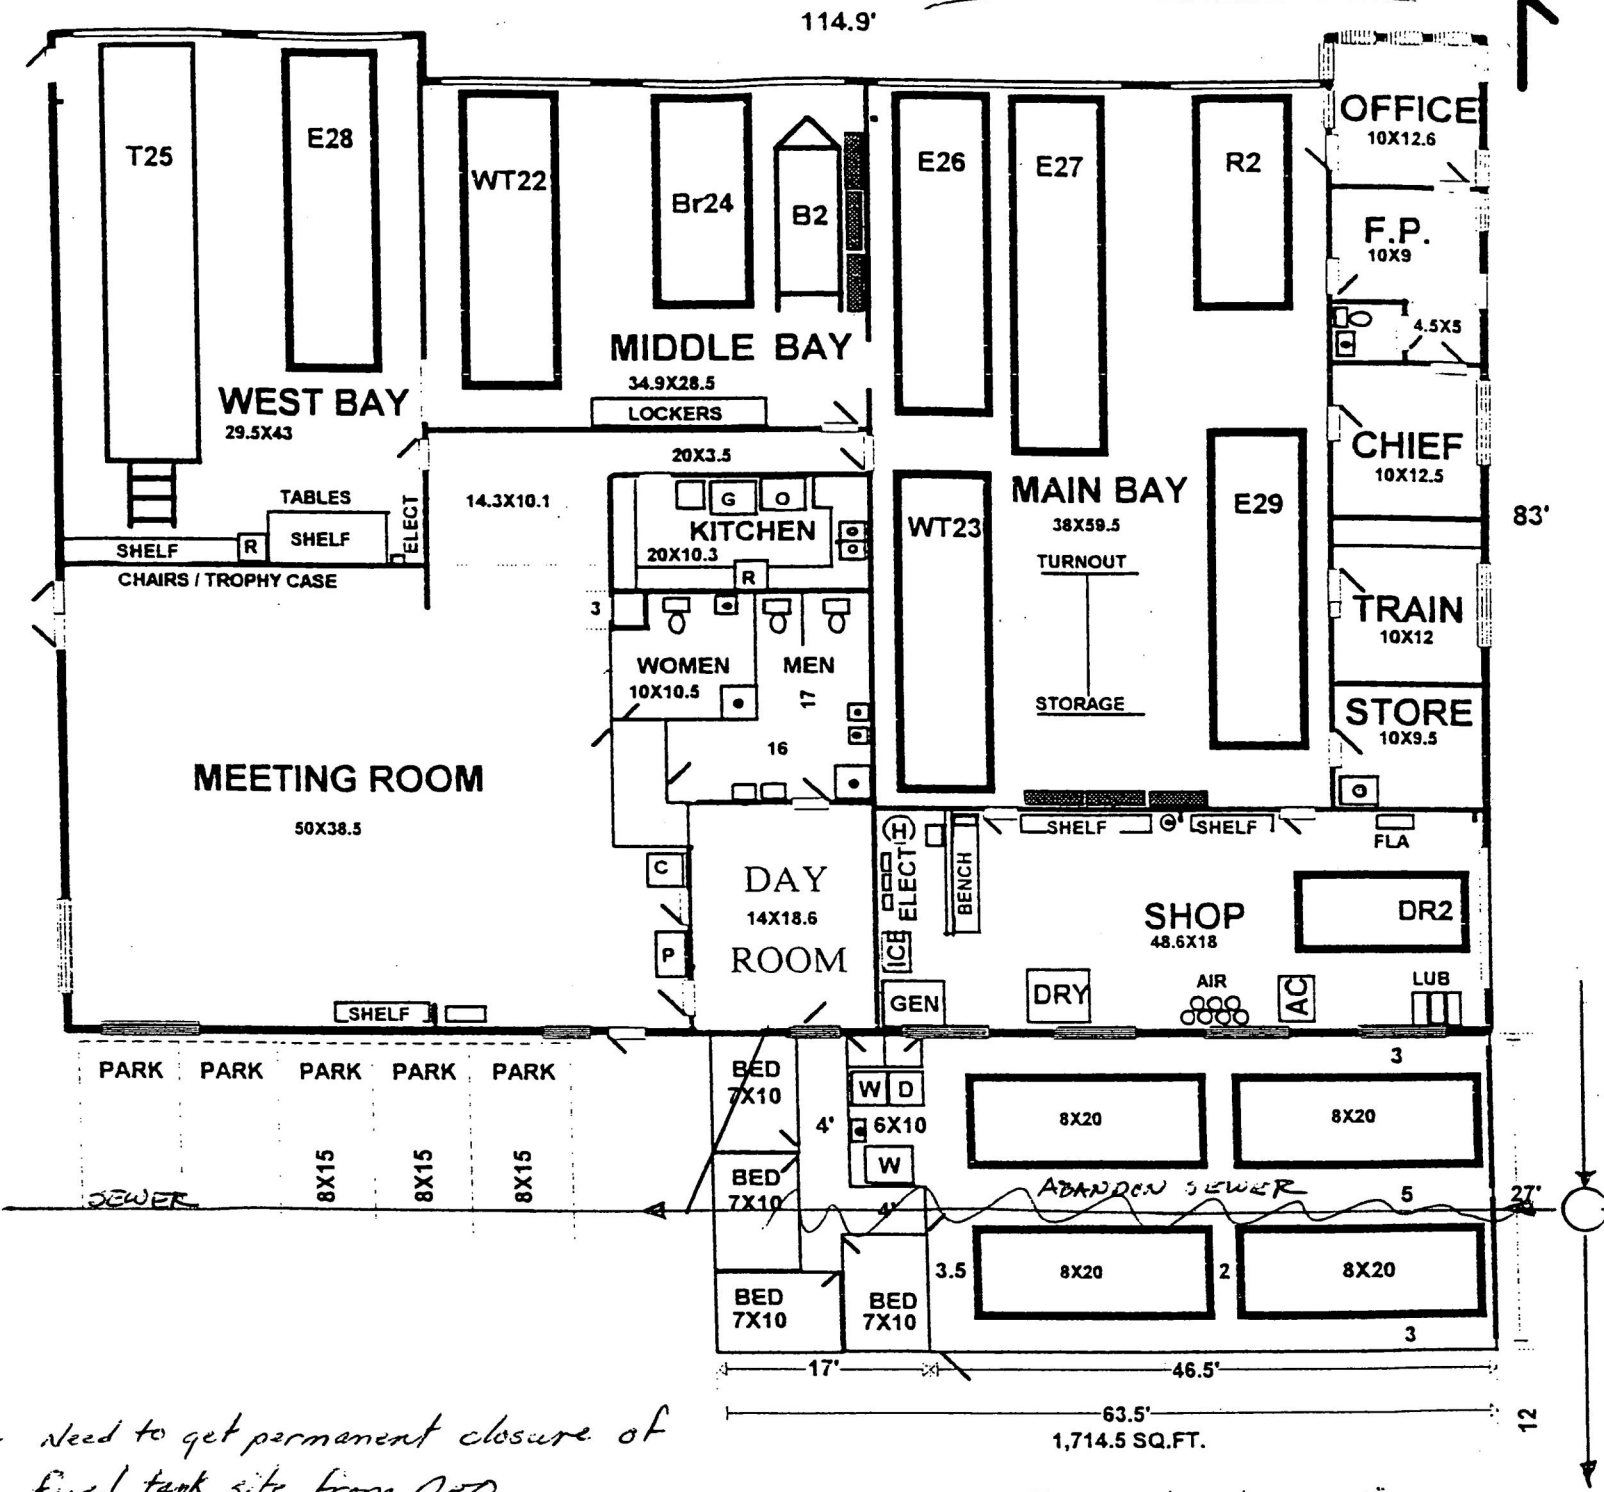 114.9'
T25
E28
WT22
Br24
B2
E26
E27
R2
OFFICE
10X12.6
F.P.
10X9
4.5X5
MIDDLE BAY
34.9X28.5
LOCKERS
WEST BAY
29.5X43
CHIEF
10X12.5
20X3.5
14.3X10.1
TABLES
SHELF
R
SHELF
ELECT
CHAIRS / TROPHY CASE
G
O
KITCHEN
20X10.3
R
WT23
MAIN BAY
38X59.5
E29
83'
TURNOUT
STORAGE
TRAIN
10X12
3
WOMEN
10X10.5
MEN
17
16
STORE
10X9.5
MEETING ROOM
50X38.5
C
P
SHELF
DAY
14X18.6
ROOM
H
ELECT
BENCH
ICE
GEN
SHELF
C
SHELF
FLA
SHOP
48.6X18
DR2
DRY
AIR
AC
LUB
PARK
PARK
PARK
PARK
PARK
8X15
8X15
8X15
SEWER
BED
7X10
BED
7X10
BED
7X10
BED
7X10
4'
W
D
6X10
W
4'
3
8X20
8X20
ABANDON SEWER
5
27'
3.5
8X20
2
8X20
3
17'
46.5'
63.5'
1,714.5 SQ.FT.
12
Need to get permanent closure of
fuel tank site from